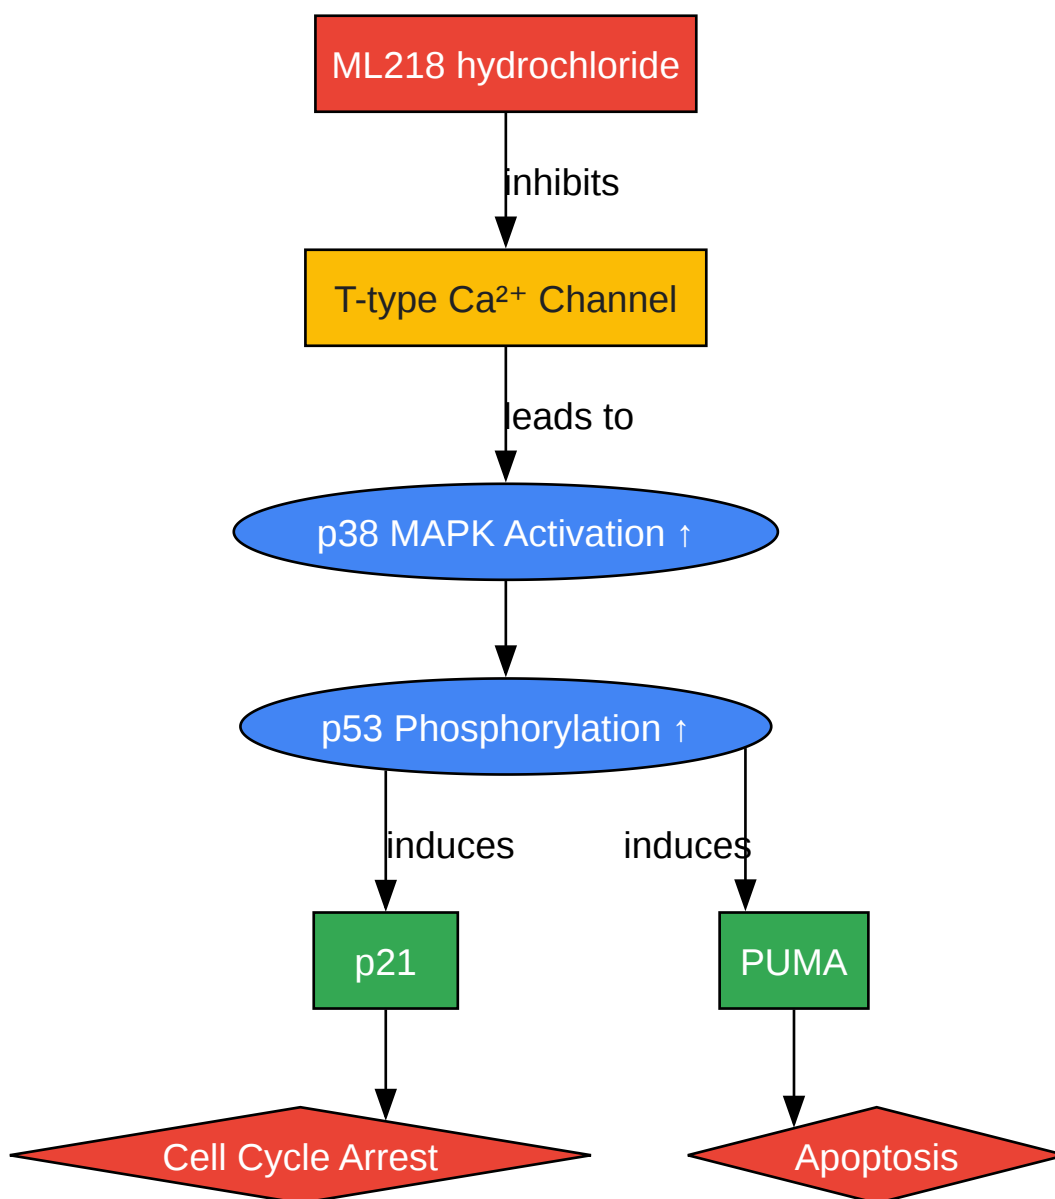 ML218 hydrochloride
inhibits
T-type Ca²⁺ Channel
leads to
p38 MAPK Activation ↑
p53 Phosphorylation ↑
induces
induces
p21
PUMA
Cell Cycle Arrest
Apoptosis